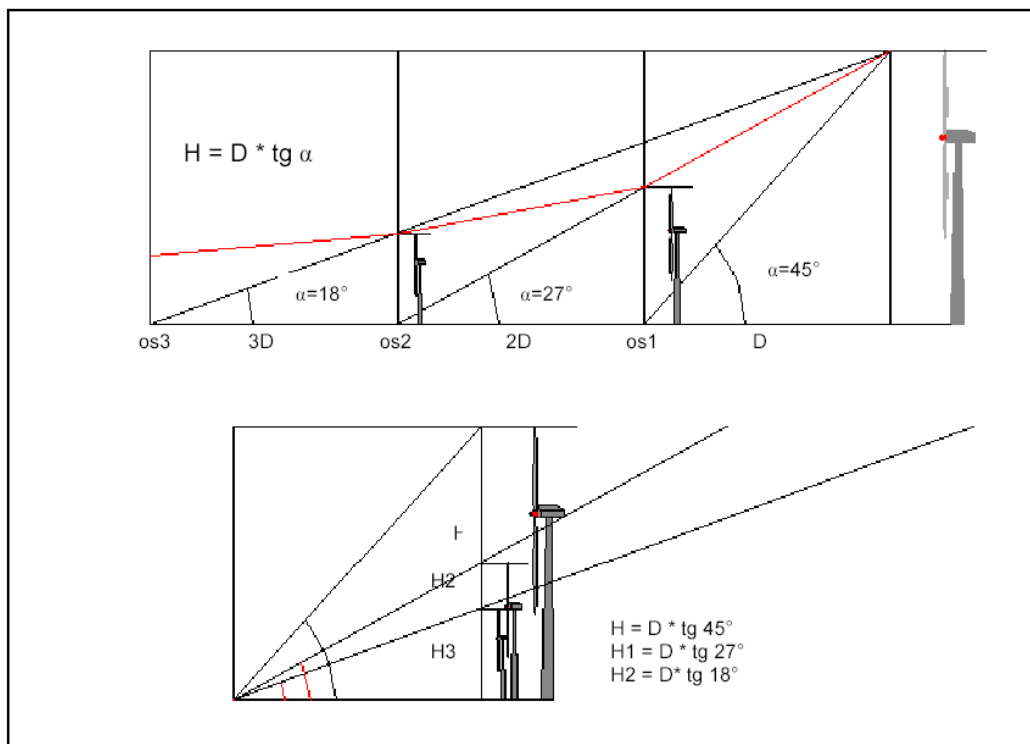 H = D * tg α
α=18°
α=27°
α=45°
os3
3D
os2
2D
os1
D
H
H2
H3
H = D * tg 45°
H1 = D * tg 27°
H2 = D* tg 18°